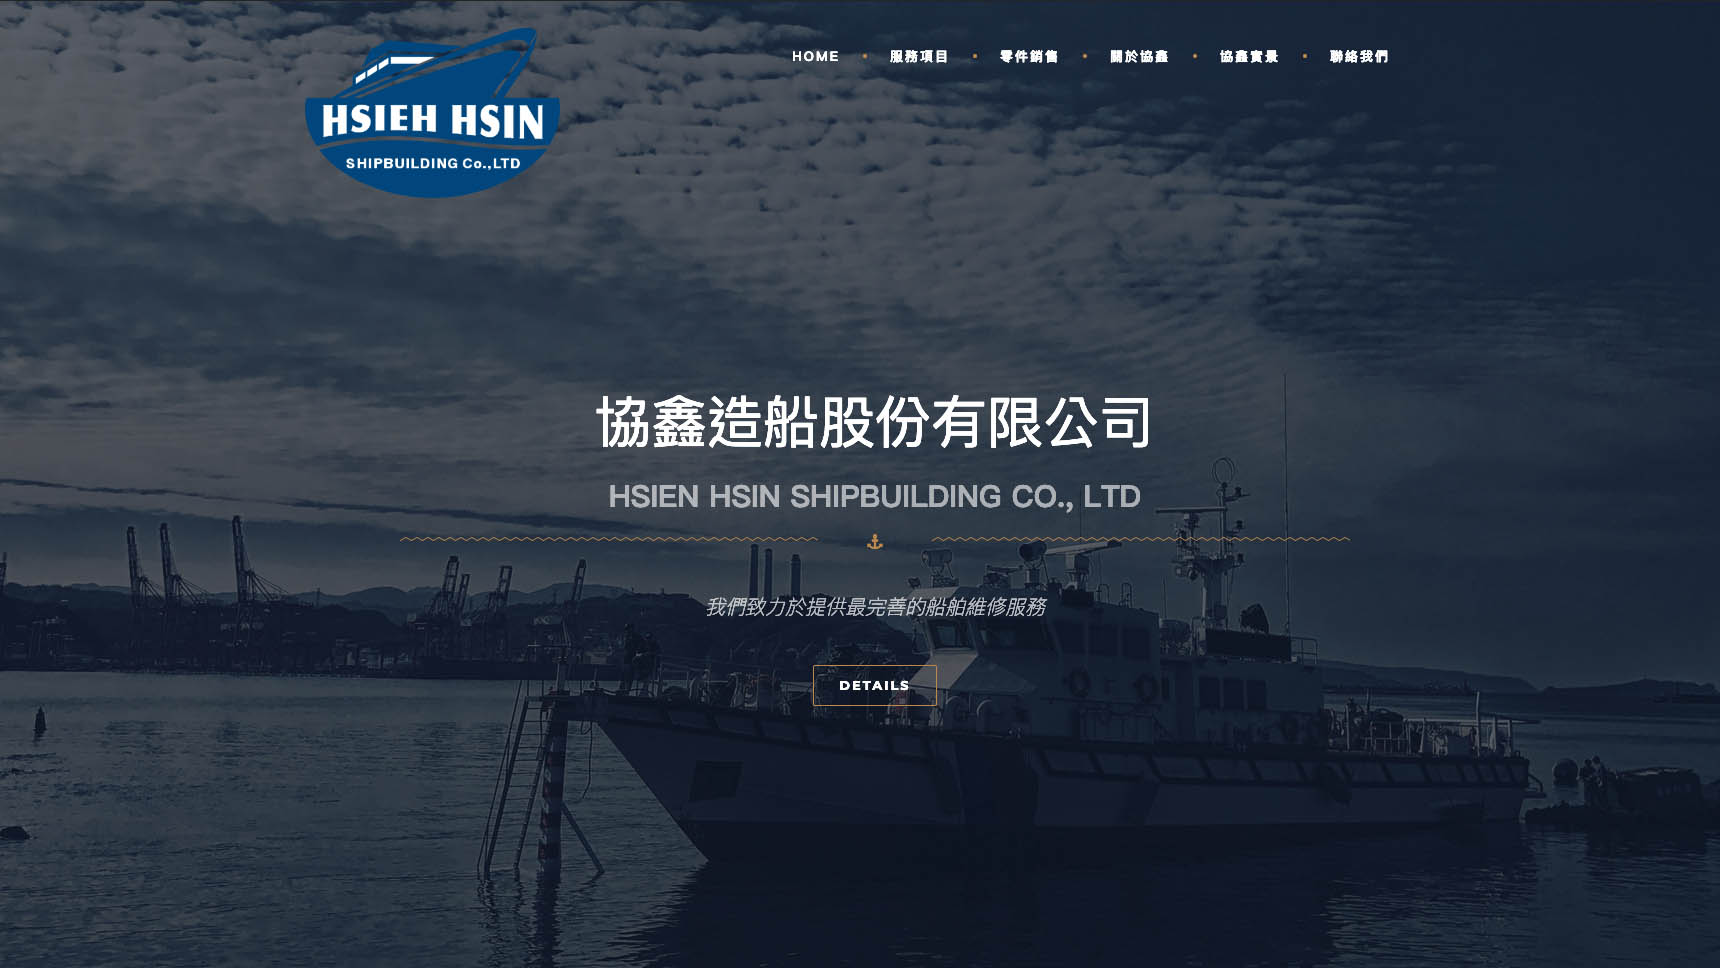 HSIEH HSIN
SHIPBUILDING Co.,LTD
HOME 服務項目 零件銷售 關於協鑫 協鑫實景 聯絡我們
協鑫造船股份有限公司
HSIEN HSIN SHIPBUILDING CO., LTD
我們致力於提供最完善的船舶維修服務
DETAILS